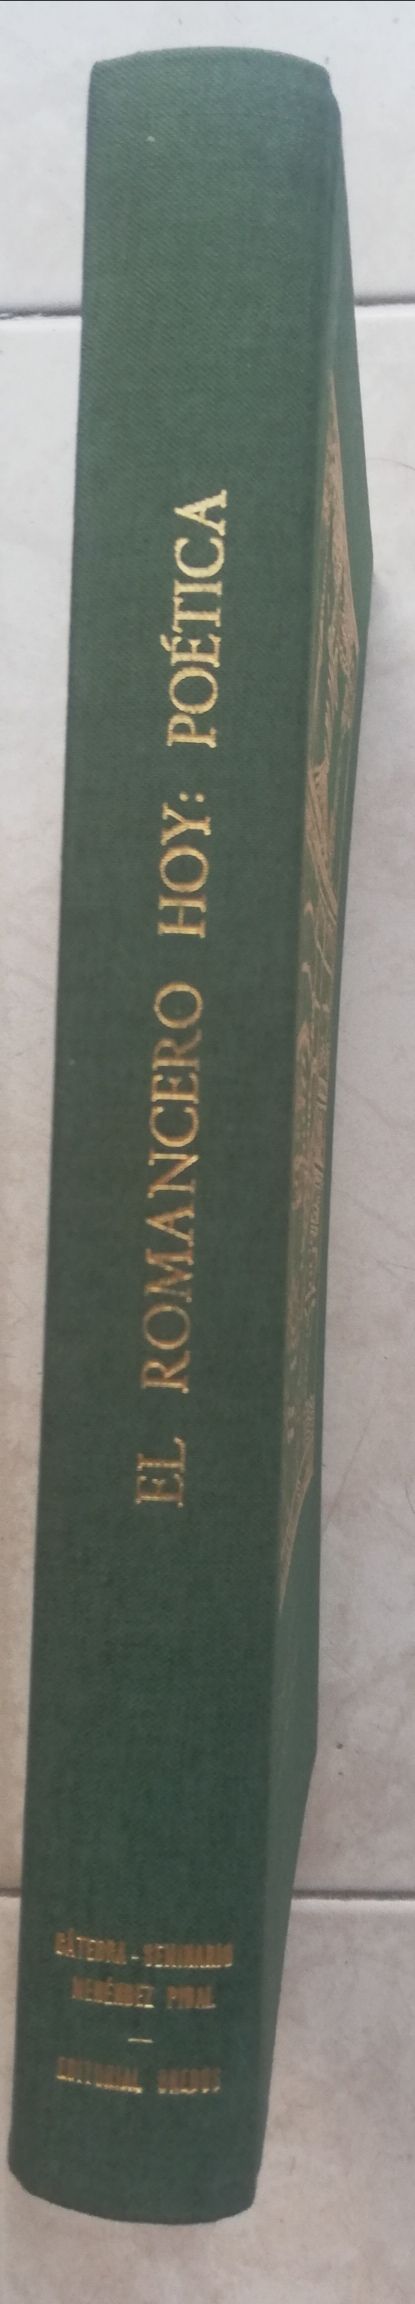 EL ROMANCERO HOY: POÉTICA
CÁTEDRA - SEMINARIO
MENÉNDEZ PIDAL
—
EDITORIAL GREDOS